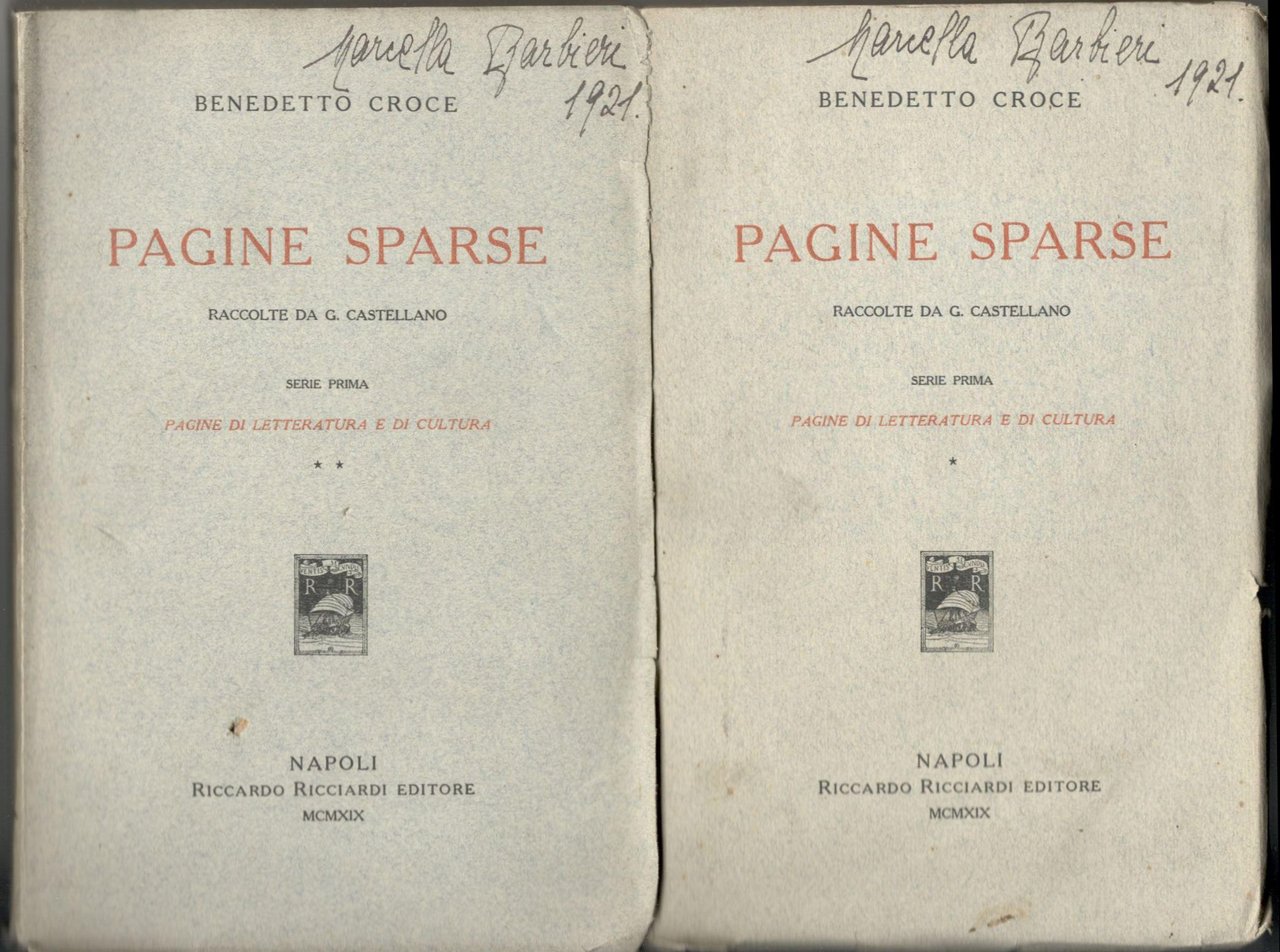 Marcella Barbieri
1921.
BENEDETTO CROCE
PAGINE SPARSE
RACCOLTE DA G. CASTELLANO
SERIE PRIMA
PAGINE DI LETTERATURA E DI CULTURA
★ ★
R R
NAPOLI
RICCARDO RICCIARDI EDITORE
MCMXIX
Marcella Barbieri
1921.
BENEDETTO CROCE
PAGINE SPARSE
RACCOLTE DA G. CASTELLANO
SERIE PRIMA
PAGINE DI LETTERATURA E DI CULTURA
★
R R
NAPOLI
RICCARDO RICCIARDI EDITORE
MCMXIX